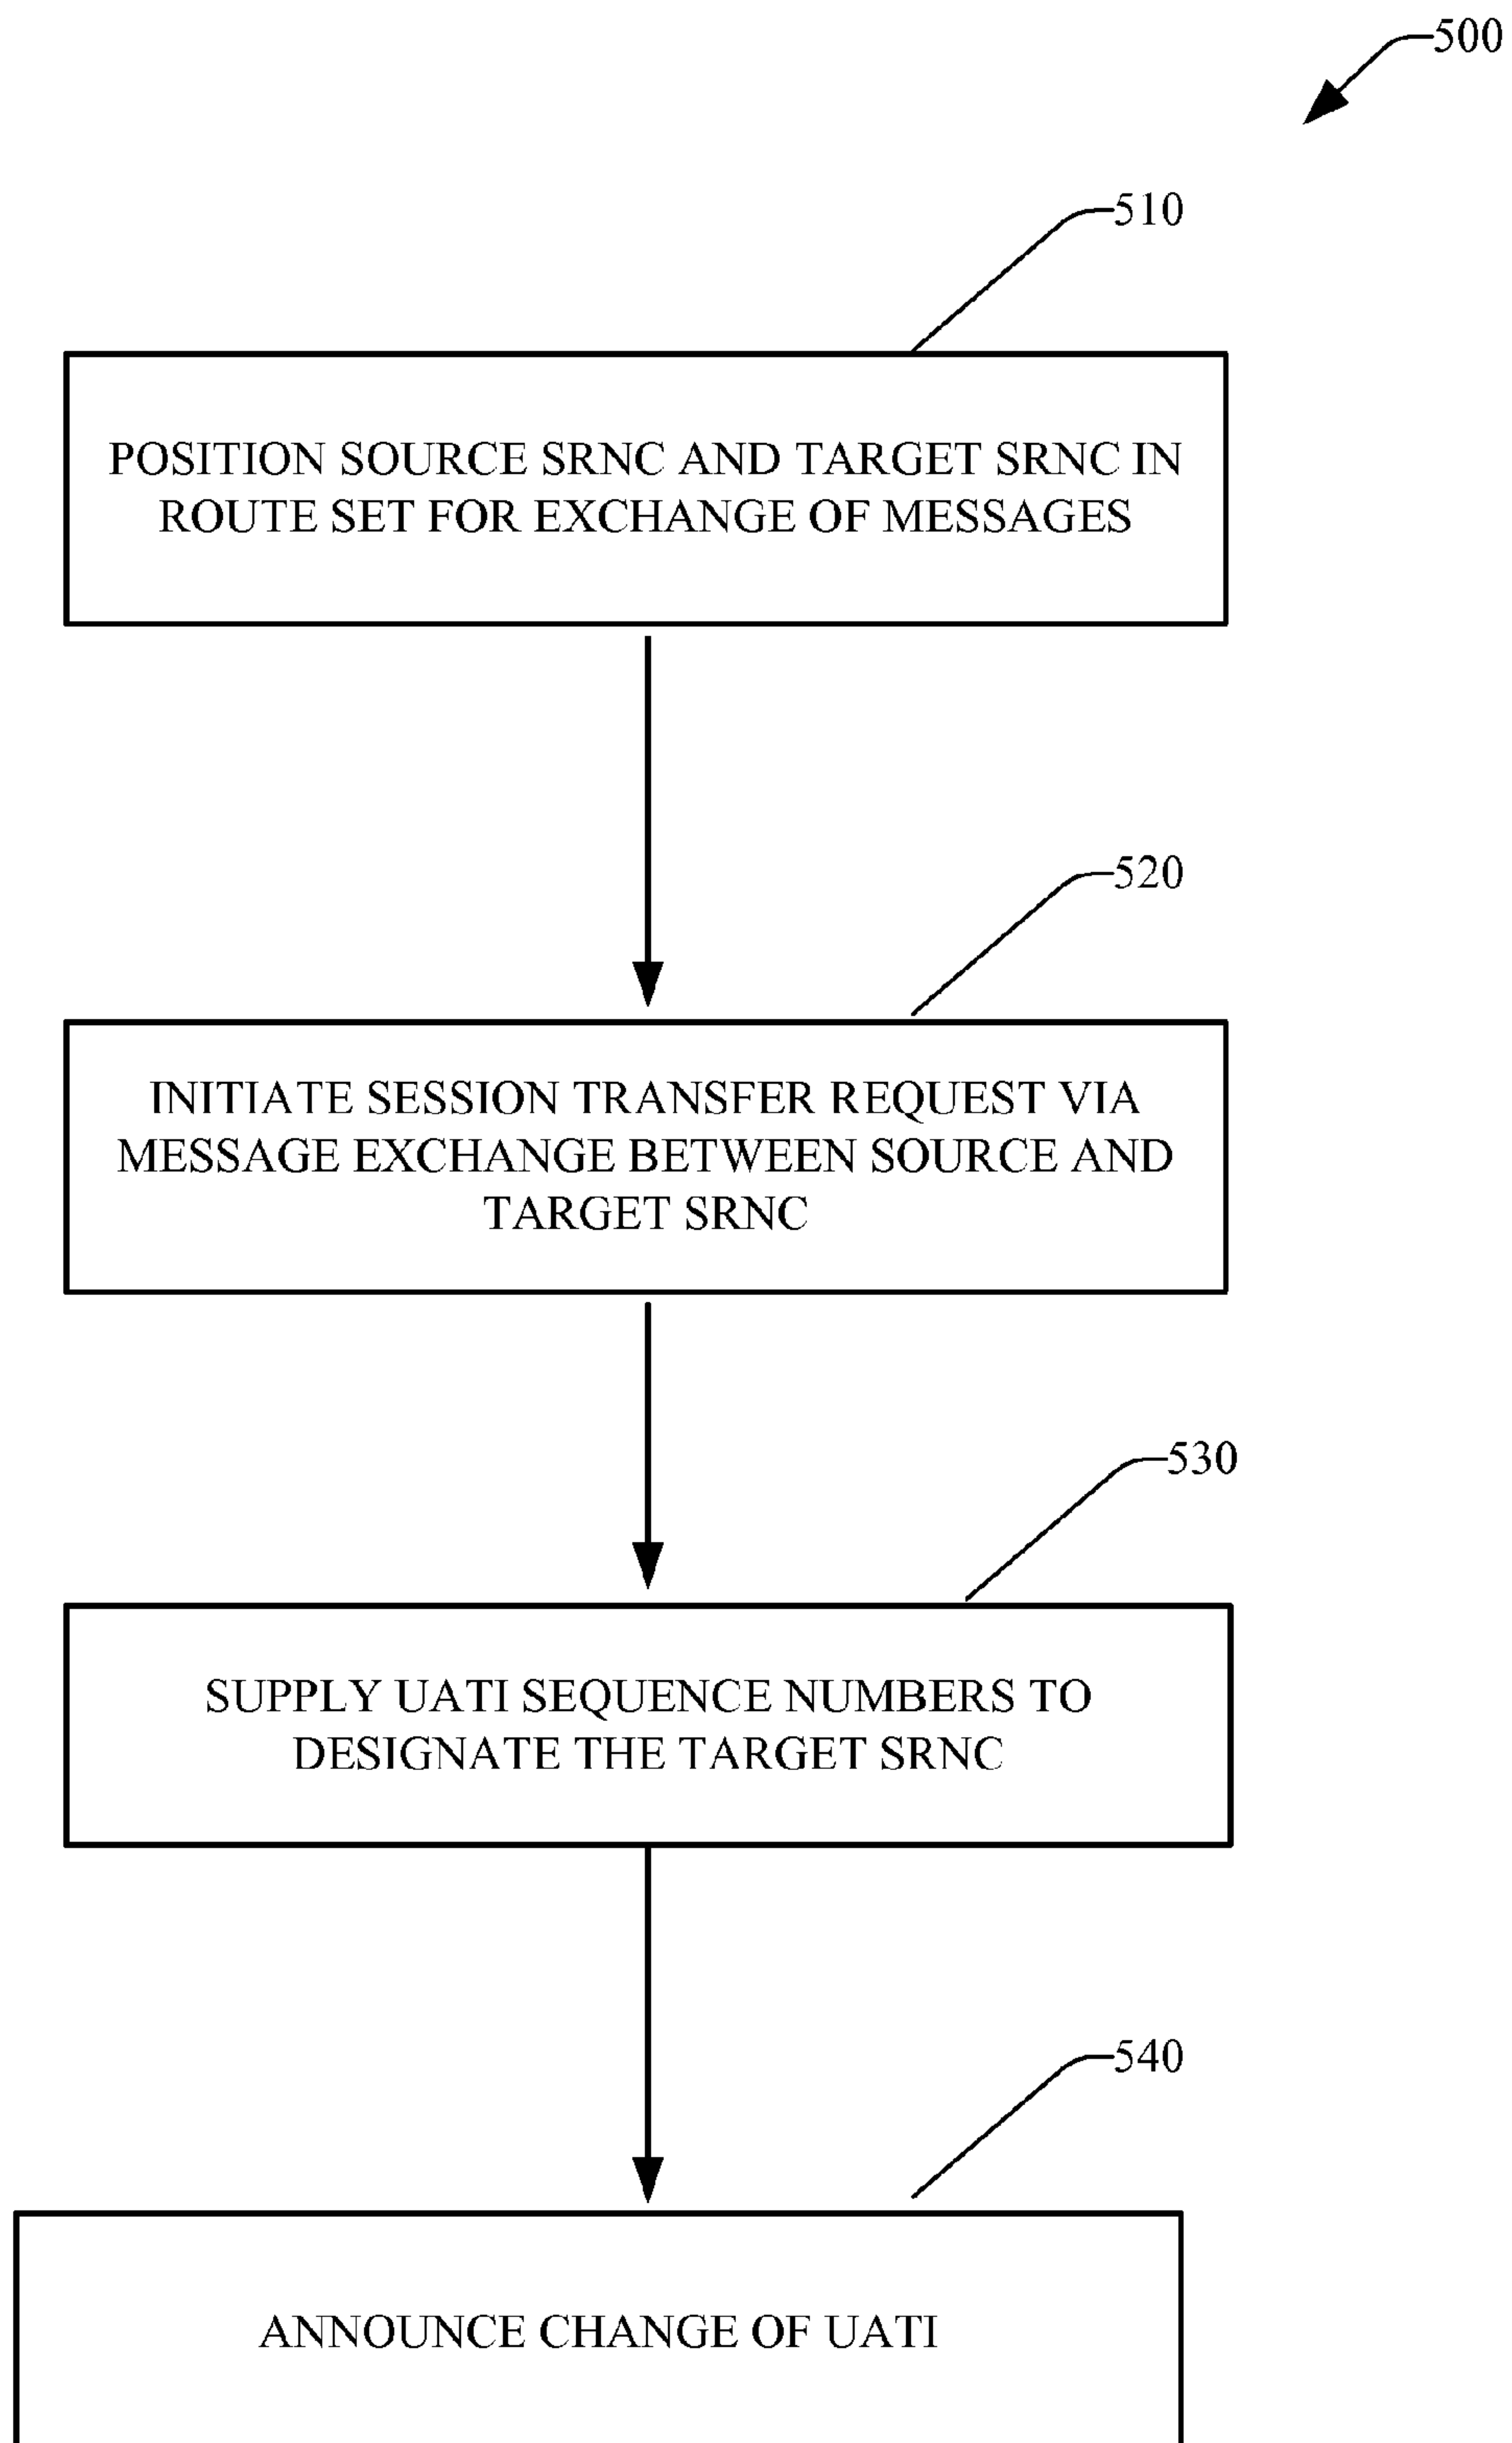 500
510
POSITION SOURCE SRNC AND TARGET SRNC IN
ROUTE SET FOR EXCHANGE OF MESSAGES
520
INITIATE SESSION TRANSFER REQUEST VIA
MESSAGE EXCHANGE BETWEEN SOURCE AND
TARGET SRNC
530
SUPPLY UATI SEQUENCE NUMBERS TO
DESIGNATE THE TARGET SRNC
540
ANNOUNCE CHANGE OF UATI